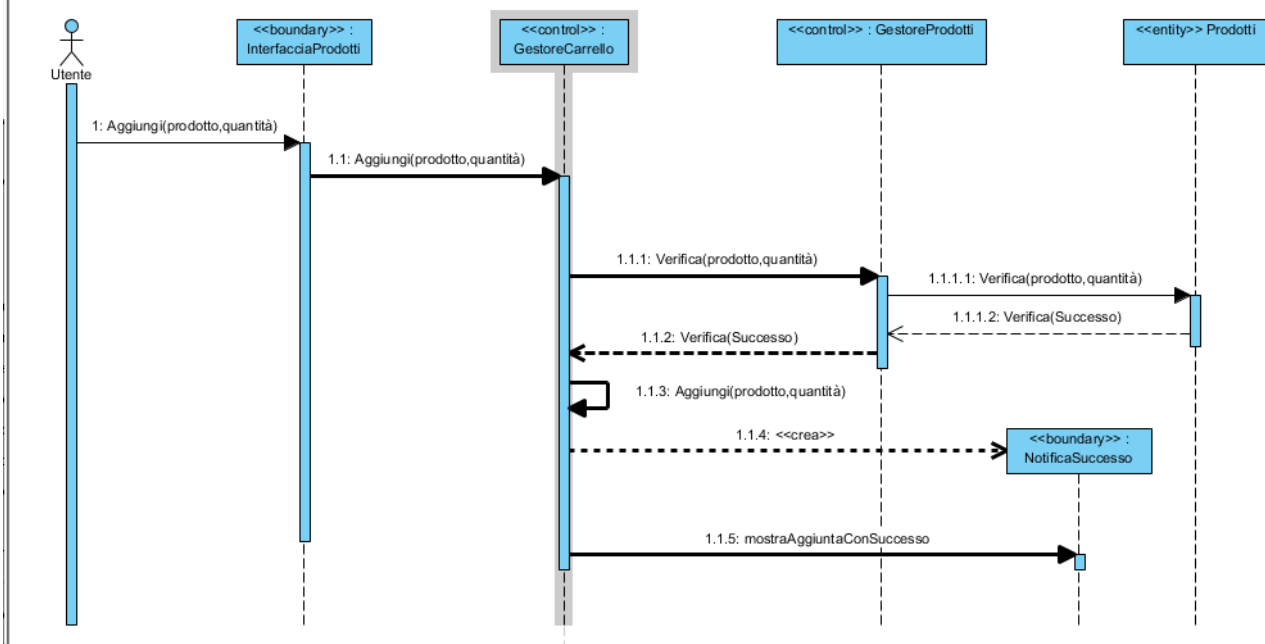 <<boundary>> :
InterfacciaProdotti
<<control>> :
GestoreCarrello
<<control>> : GestoreProdotti
<<entity>> Prodotti
Utente
1: Aggiungi(prodotto,quantità)
1.1: Aggiungi(prodotto,quantità)
1.1.1: Verifica(prodotto,quantità)
1.1.1.1: Verifica(prodotto,quantità)
1.1.1.2: Verifica(Successo)
1.1.2: Verifica(Successo)
1.1.3: Aggiungi(prodotto,quantità)
1.1.4: <<crea>>
<<boundary>> :
NotificaSuccesso
1.1.5: mostraAggiuntaConSuccesso